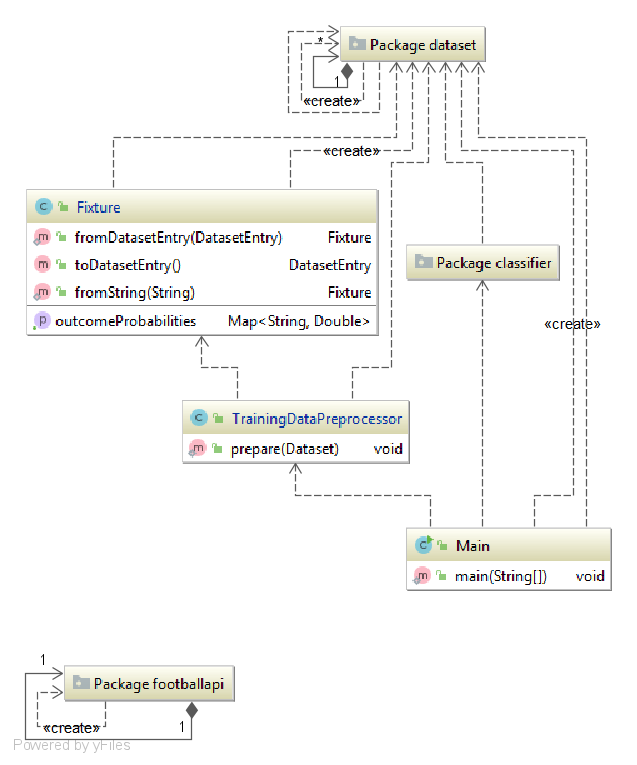 Package dataset
*
1
«create»
«create»
Fixture
fromDatasetEntry(DatasetEntry) Fixture
toDatasetEntry() DatasetEntry
fromString(String) Fixture
outcomeProbabilities Map<String, Double>
Package classifier
«create»
TrainingDataPreprocessor
prepare(Dataset) void
Main
main(String[]) void
1
Package footballapi
1
«create»
Powered by yFiles